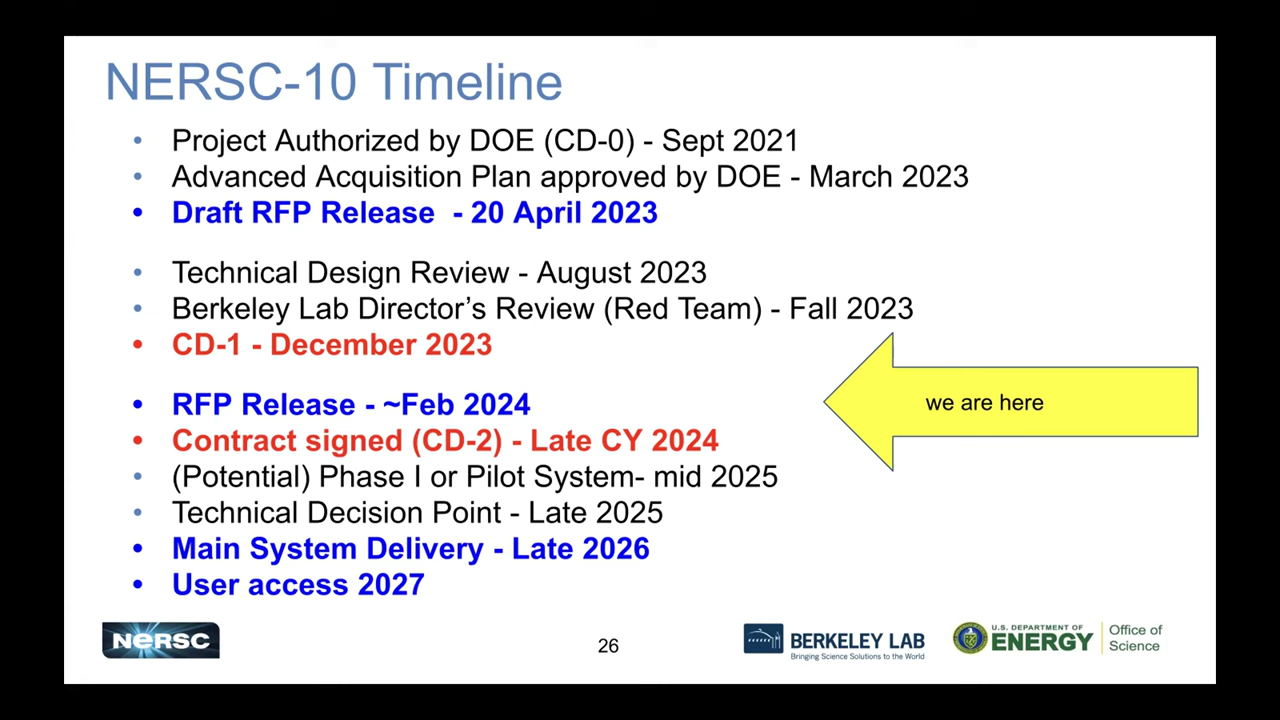 NERSC-10 Timeline
• Project Authorized by DOE (CD-0) - Sept 2021
• Advanced Acquisition Plan approved by DOE - March 2023
• Draft RFP Release - 20 April 2023
• Technical Design Review - August 2023
• Berkeley Lab Director’s Review (Red Team) - Fall 2023
• CD-1 - December 2023
• RFP Release - ~Feb 2024
we are here
• Contract signed (CD-2) - Late CY 2024
• (Potential) Phase I or Pilot System- mid 2025
• Technical Decision Point - Late 2025
• Main System Delivery - Late 2026
• User access 2027
NERSC
26
BERKELEY LAB
Bringing Science Solutions to the World
U.S. DEPARTMENT OF
ENERGY
Office of
Science